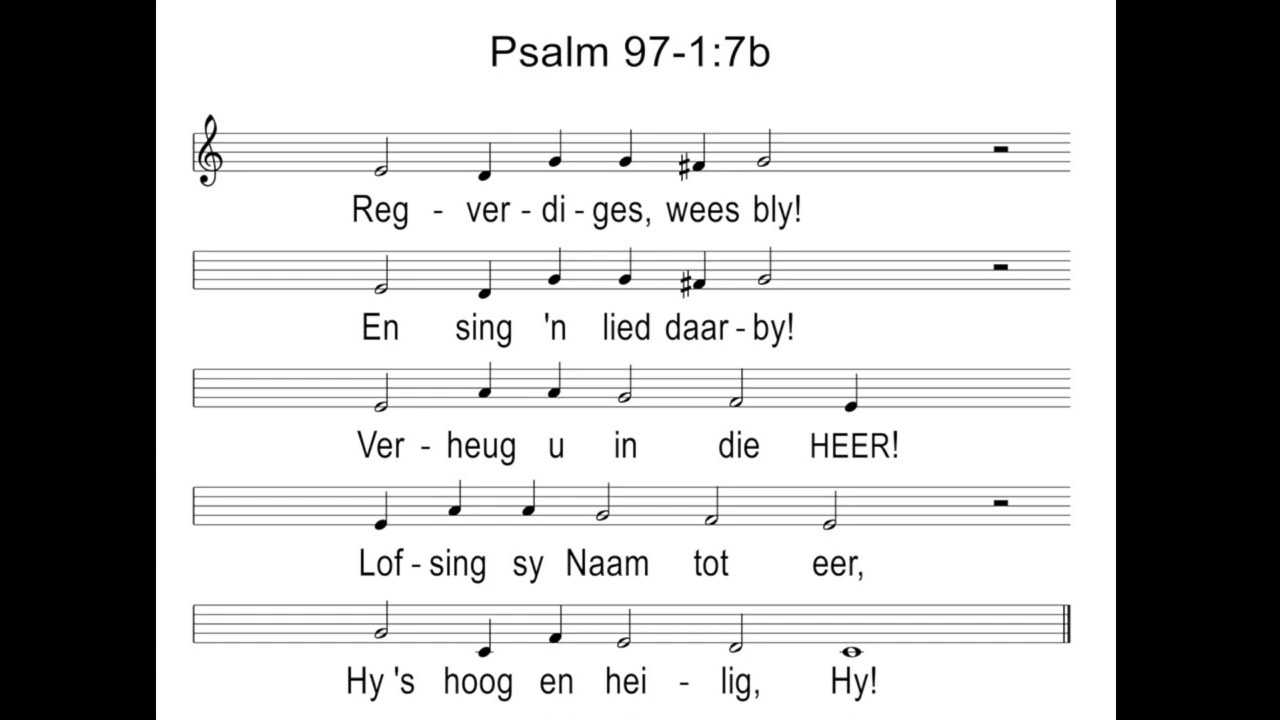 Psalm 97-1:7b
Reg - ver - di - ges, wees bly!
En sing 'n lied daar - by!
Ver - heug u in die HEER!
Lof - sing sy Naam tot eer,
Hy 's hoog en hei - lig, Hy!